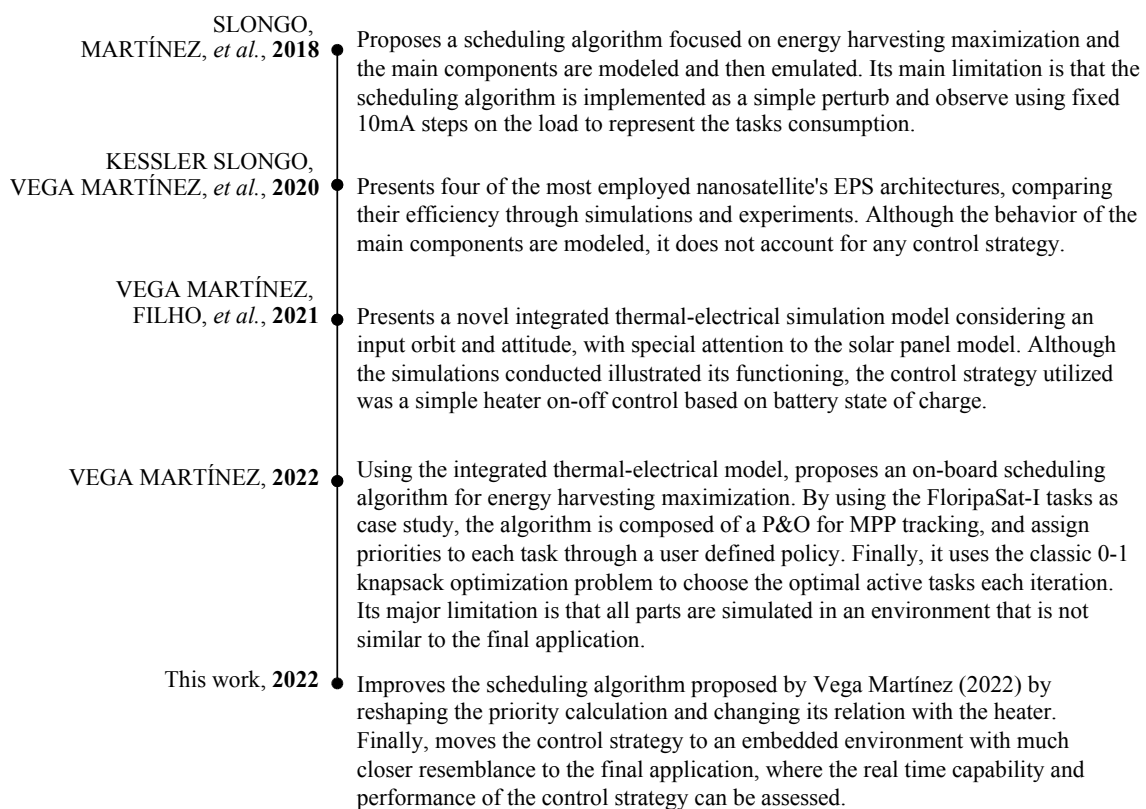 SLONGO,
MARTÍNEZ, et al., 2018
Proposes a scheduling algorithm focused on energy harvesting maximization and
the main components are modeled and then emulated. Its main limitation is that the
scheduling algorithm is implemented as a simple perturb and observe using fixed
10mA steps on the load to represent the tasks consumption.
KESSLER SLONGO,
VEGA MARTÍNEZ, et al., 2020
Presents four of the most employed nanosatellite's EPS architectures, comparing
their efficiency through simulations and experiments. Although the behavior of the
main components are modeled, it does not account for any control strategy.
VEGA MARTÍNEZ,
FILHO, et al., 2021
Presents a novel integrated thermal-electrical simulation model considering an
input orbit and attitude, with special attention to the solar panel model. Although
the simulations conducted illustrated its functioning, the control strategy utilized
was a simple heater on-off control based on battery state of charge.
VEGA MARTÍNEZ, 2022
Using the integrated thermal-electrical model, proposes an on-board scheduling
algorithm for energy harvesting maximization. By using the FloripaSat-I tasks as
case study, the algorithm is composed of a P&O for MPP tracking, and assign
priorities to each task through a user defined policy. Finally, it uses the classic 0-1
knapsack optimization problem to choose the optimal active tasks each iteration.
Its major limitation is that all parts are simulated in an environment that is not
similar to the final application.
This work, 2022
Improves the scheduling algorithm proposed by Vega Martínez (2022) by
reshaping the priority calculation and changing its relation with the heater.
Finally, moves the control strategy to an embedded environment with much
closer resemblance to the final application, where the real time capability and
performance of the control strategy can be assessed.